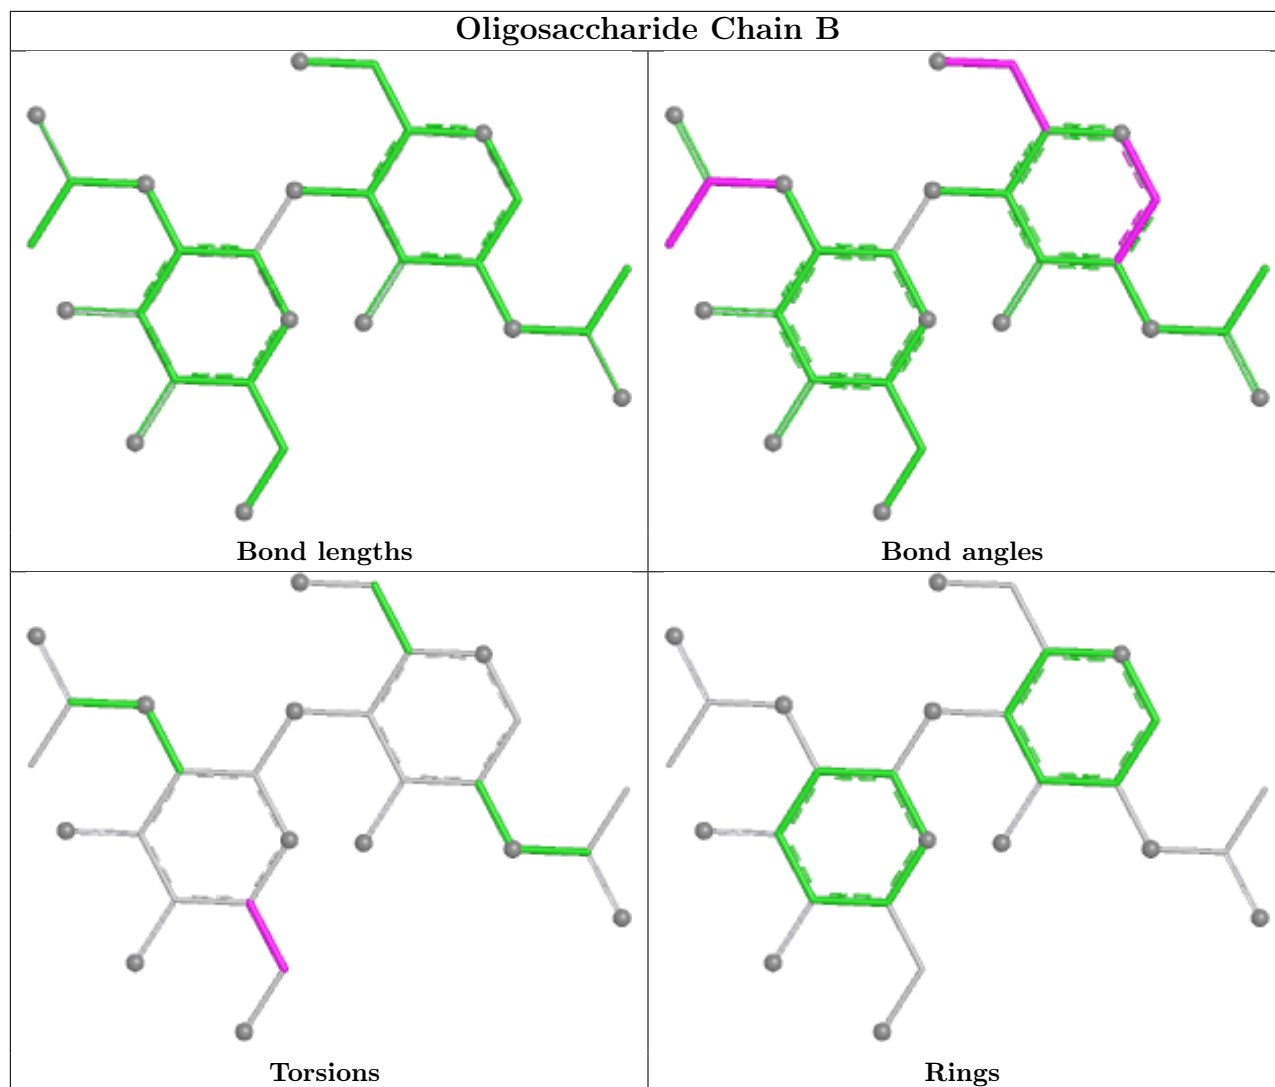 Oligosaccharide Chain B
Bond lengths
Bond angles
Torsions
Rings